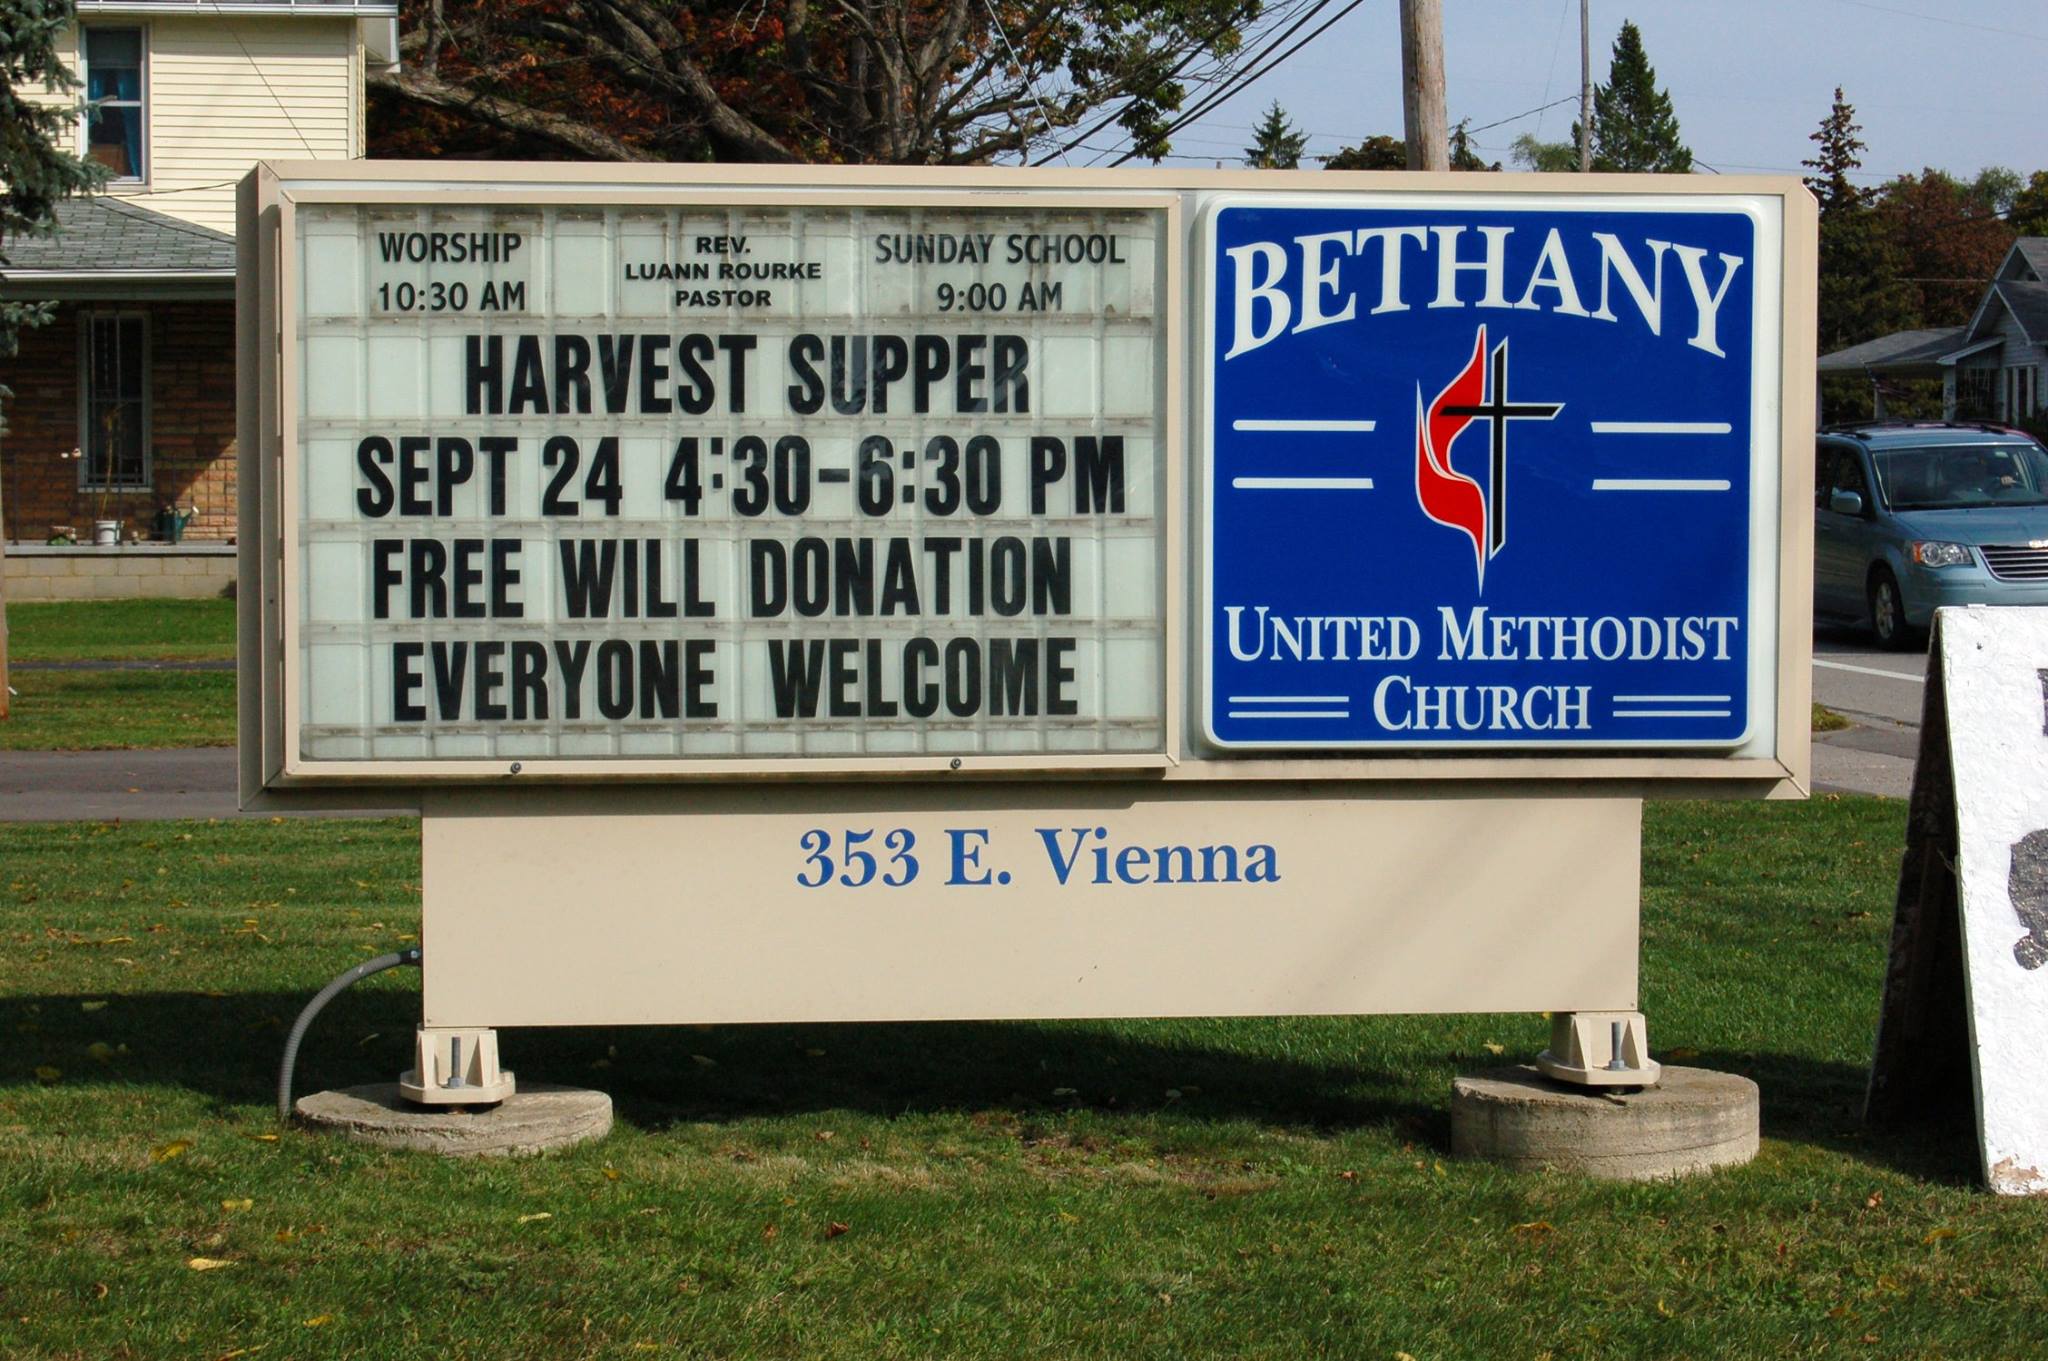 WORSHIP
10:30 AM
REV.
LUANN ROURKE
PASTOR
SUNDAY SCHOOL
9:00 AM
HARVEST SUPPER
SEPT 24 4:30-6:30 PM
FREE WILL DONATION
EVERYONE WELCOME
BETHANY
UNITED METHODIST
CHURCH
353 E. Vienna